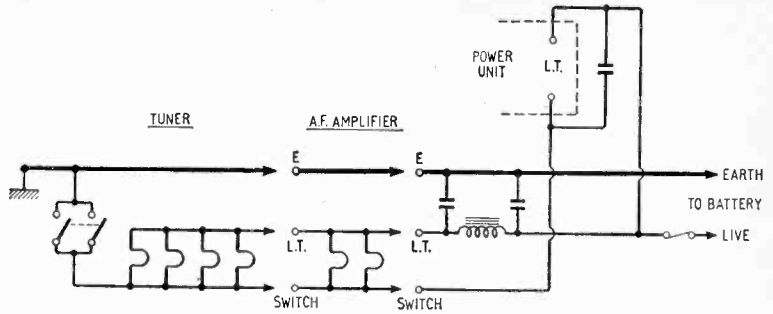 POWER
UNIT
L.T.
TUNER
A.F. AMPLIFIER
E
E
EARTH
TO BATTERY
L.T.
L.T.
LIVE
SWITCH
SWITCH